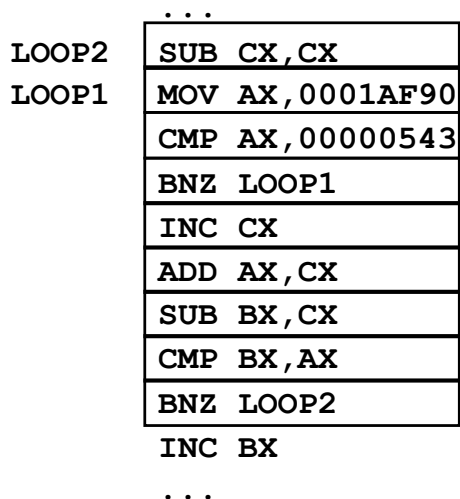 ...
LOOP2 SUB CX,CX
LOOP1 MOV AX,0001AF90
CMP AX,00000543
BNZ LOOP1
INC CX
ADD AX,CX
SUB BX,CX
CMP BX,AX
BNZ LOOP2
INC BX
...